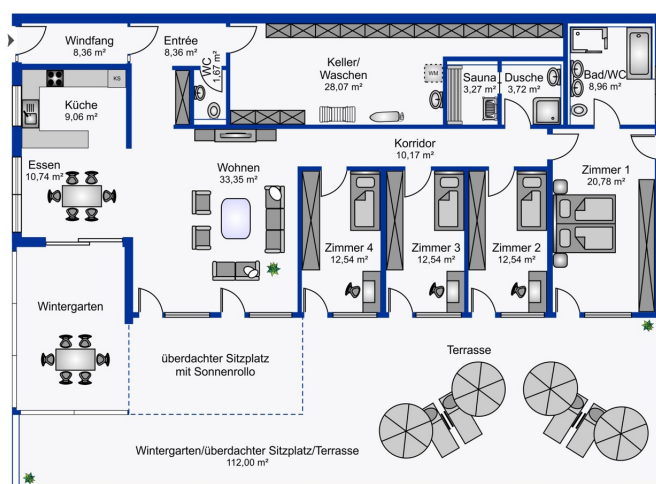 Windfang
8,36 m²
Entrée
8,36 m²
WC
1,67 m²
Keller/
Waschen
28,07 m²
WM
Sauna
3,27 m²
Dusche
3,72 m²
Bad/WC
8,96 m²
KS
Küche
9,06 m²
Essen
10,74 m²
Wohnen
33,35 m²
Korridor
10,17 m²
Zimmer 1
20,78 m²
Zimmer 4
12,54 m²
Zimmer 3
12,54 m²
Zimmer 2
12,54 m²
Wintergarten
überdachter Sitzplatz
mit Sonnenrollo
Terrasse
Wintergarten/überdachter Sitzplatz/Terrasse
112,00 m²